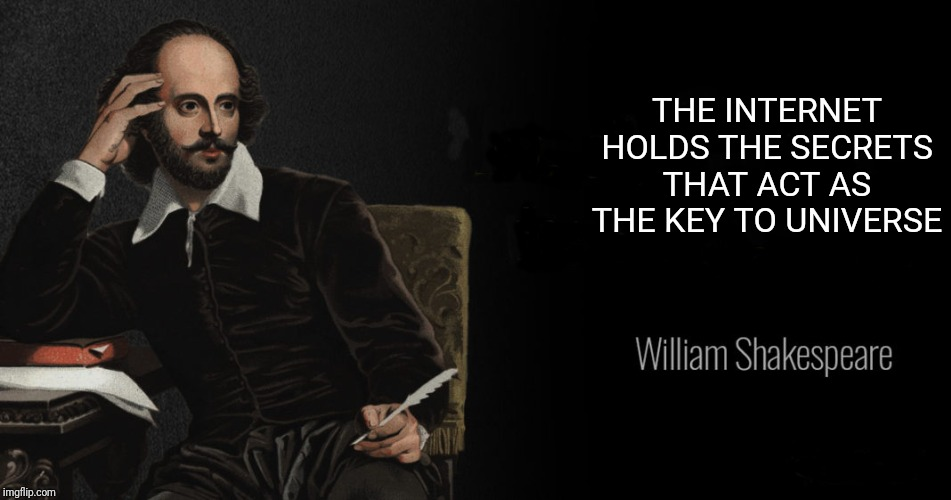 THE INTERNET
HOLDS THE SECRETS
THAT ACT AS
THE KEY TO UNIVERSE
William Shakespeare
imgflip.com